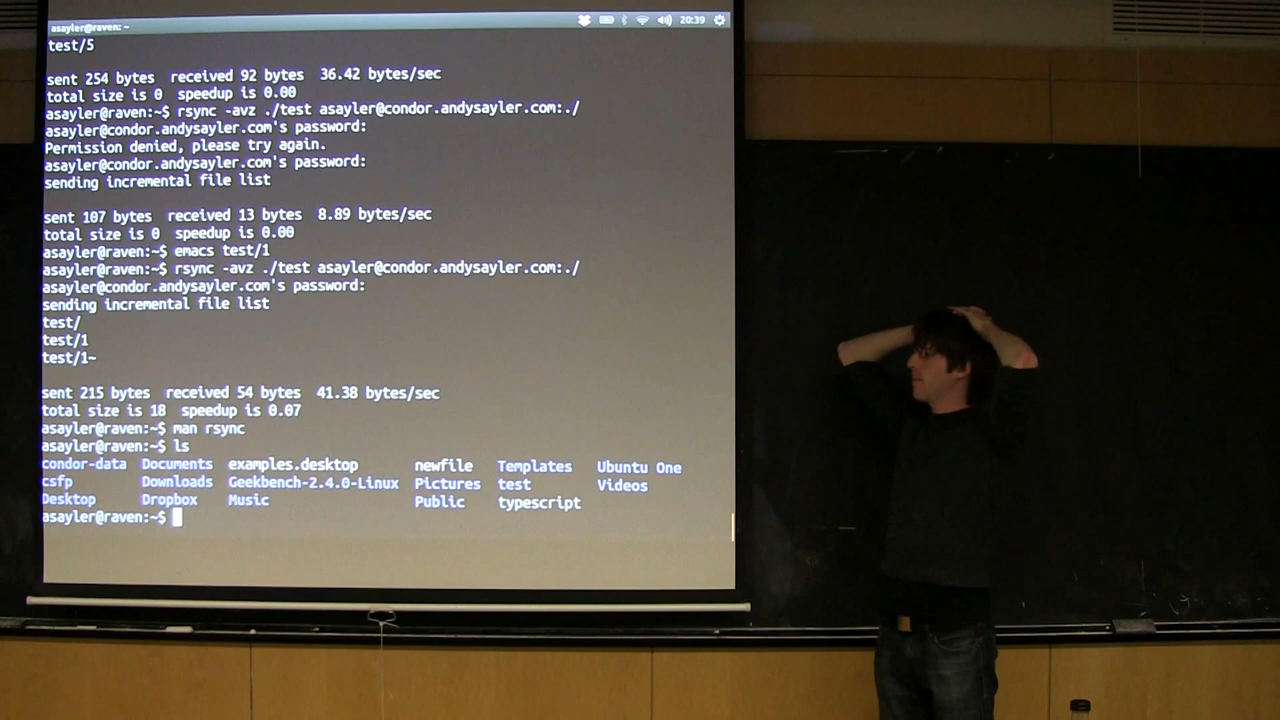 asayler@raven: ~
20:39
test/5
sent 254 bytes  received 92 bytes  36.42 bytes/sec
total size is 0  speedup is 0.00
asayler@raven:~$ rsync -avz ./test asayler@condor.andysayler.com:./
asayler@condor.andysayler.com's password:
Permission denied, please try again.
asayler@condor.andysayler.com's password:
sending incremental file list
sent 107 bytes  received 13 bytes  8.89 bytes/sec
total size is 0  speedup is 0.00
asayler@raven:~$ emacs test/1
asayler@raven:~$ rsync -avz ./test asayler@condor.andysayler.com:./
asayler@condor.andysayler.com's password:
sending incremental file list
test/
test/1
test/1~
sent 215 bytes  received 54 bytes  41.38 bytes/sec
total size is 18  speedup is 0.07
asayler@raven:~$ man rsync
asayler@raven:~$ ls
condor-data  Documents  examples.desktop  newfile  Templates  Ubuntu One
csfp  Downloads  Geekbench-2.4.0-Linux  Pictures  test  Videos
Desktop  Dropbox  Music  Public  typescript
asayler@raven:~$